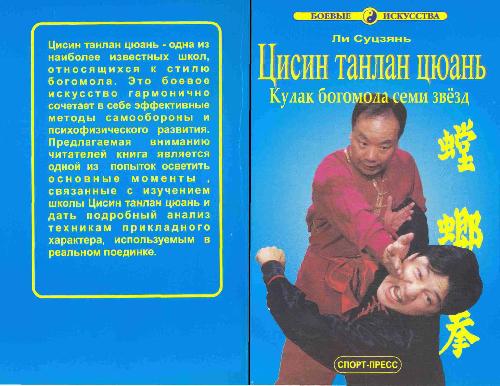 Цисин танлан цюань - одна из
наиболее известных школ,
относящихся к стилю
богомола. Это боевое
искусство гармонично
сочетает в себе эффективные
методы самообороны и
психофизического развития.
Предлагаемая вниманию
читателей книга является
одной из попыток осветить
основные моменты ,
связанные с изучением
школы Цисин танлан цюань и
дать подробный анализ
техникам прикладного
характера, используемым в
реальном поединке.
БОЕВЫЕ ИСКУССТВА
Ли Суцзянь
Цисин танлан цюань
Кулак богомола семи звёзд
螳
螂
拳
СПОРТ-ПРЕСС